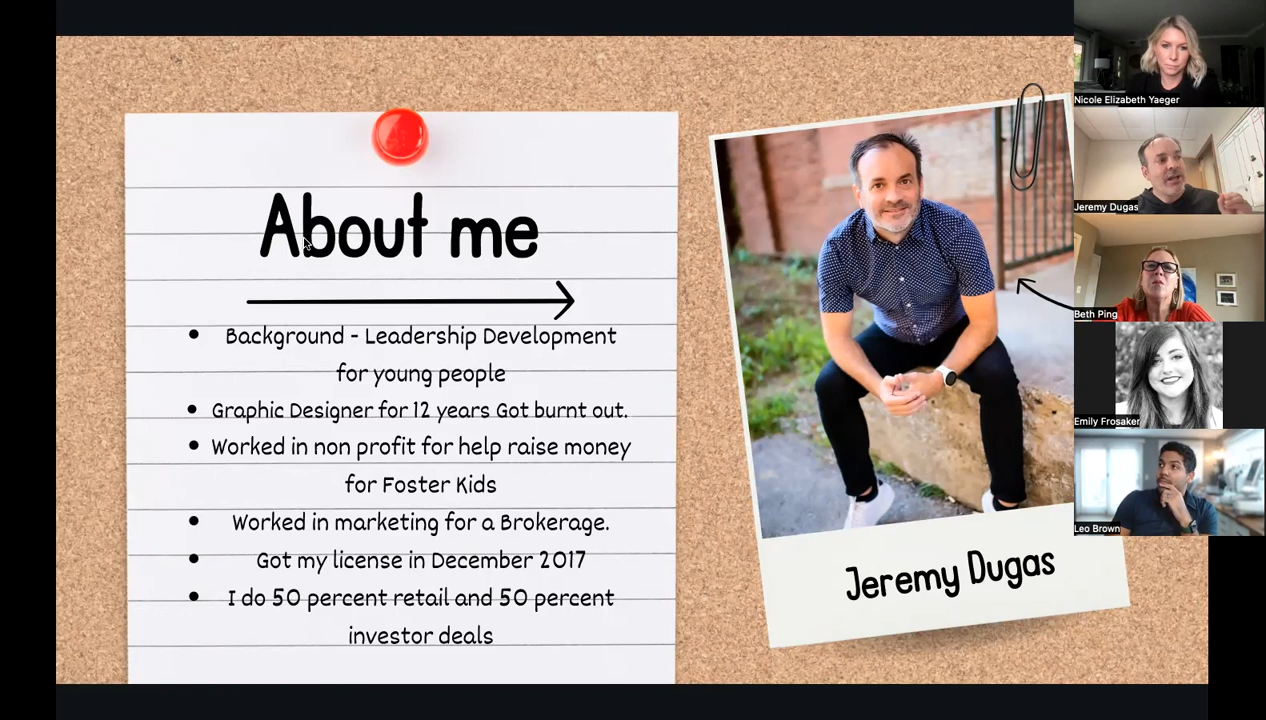 About me
Background - Leadership Development
for young people
Graphic Designer for 12 years Got burnt out.
Worked in non profit for help raise money
for Foster Kids
Worked in marketing for a Brokerage.
Got my license in December 2017
I do 50 percent retail and 50 percent
investor deals
Jeremy Dugas
Nicole Elizabeth Yaeger
Jeremy Dugas
Beth Ping
Emily Frosaker
Leo Brown